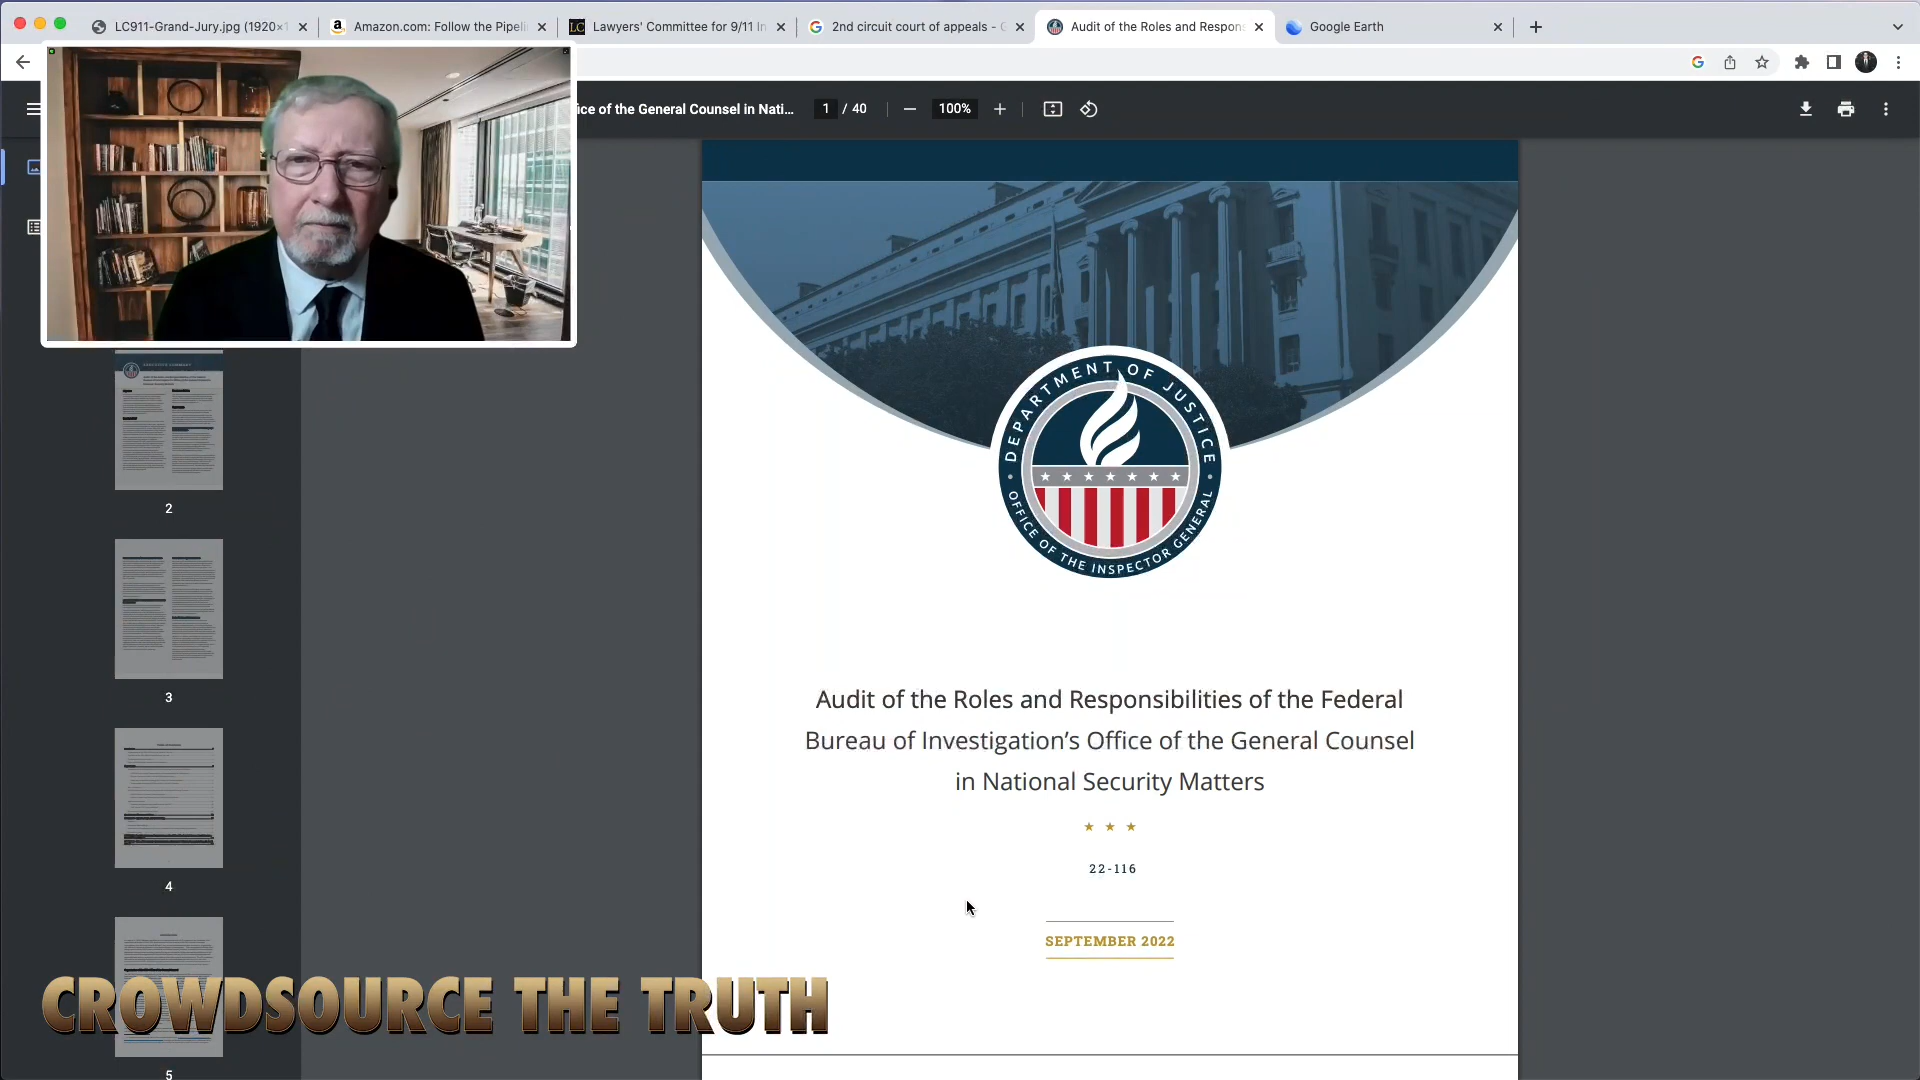 LC911-Grand-Jury.jpg (1920×1
Amazon.com: Follow the Pipeli
LC
Lawyers' Committee for 9/11 In
2nd circuit court of appeals - G
Audit of the Roles and Respons
Google Earth
ice of the General Counsel in Nati...
1 / 40
100%
DEPARTMENT OF JUSTICE
OFFICE OF THE INSPECTOR GENERAL
Audit of the Roles and Responsibilities of the Federal
Bureau of Investigation's Office of the General Counsel
in National Security Matters
22-116
SEPTEMBER 2022
2
3
4
5
CROWDSOURCE THE TRUTH